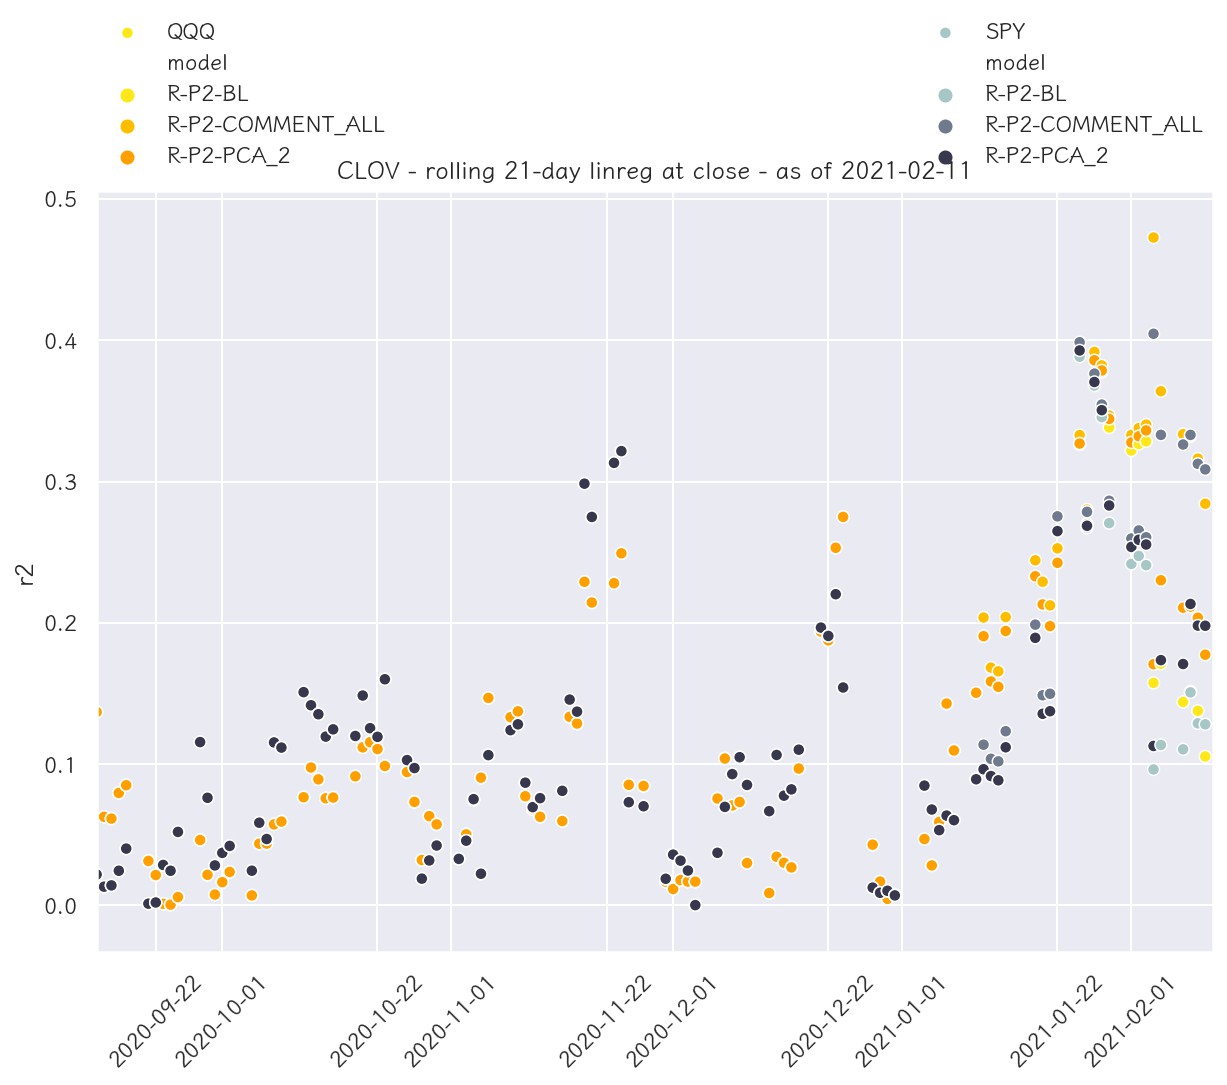 QQQ
model
R-P2-BL
R-P2-COMMENT_ALL
R-P2-PCA_2
SPY
model
R-P2-BL
R-P2-COMMENT_ALL
R-P2-PCA_2
CLOV - rolling 21-day linreg at close - as of 2021-02-11
r2
0.5
0.4
0.3
0.2
0.1
0.0
2020-09-22
2020-10-01
2020-10-22
2020-11-01
2020-11-22
2020-12-01
2020-12-22
2021-01-01
2021-01-22
2021-02-01